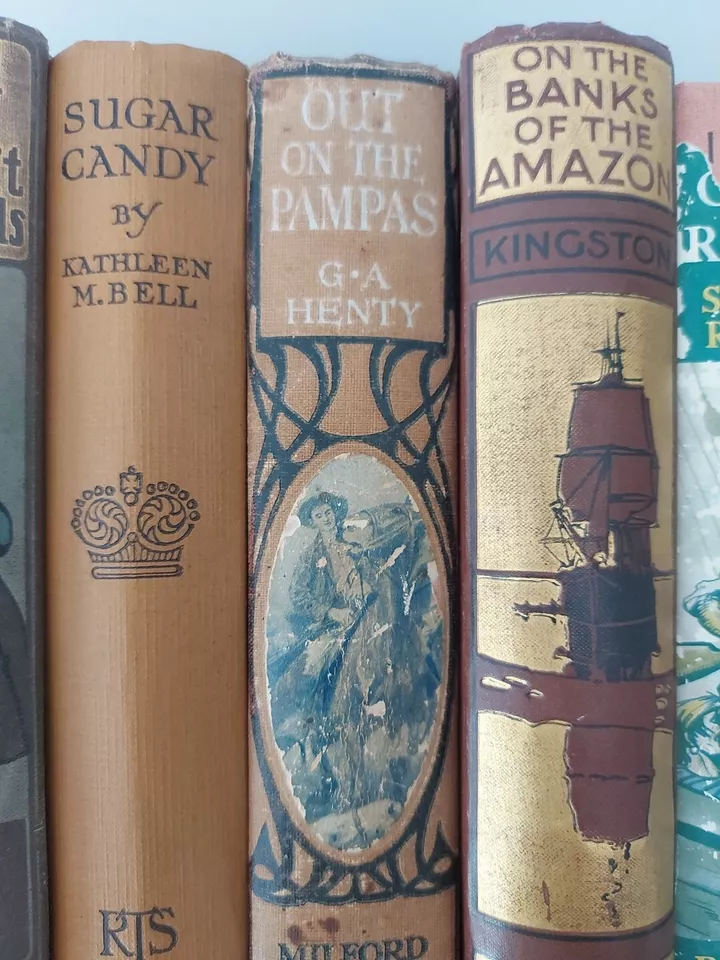 SUGAR
CANDY
By
KATHLEEN
M.BELL
RTS
OUT
ON THE
PAMPAS
G·A
HENTY
MILFORD
ON THE
BANKS
OF THE
AMAZON
KINGSTON